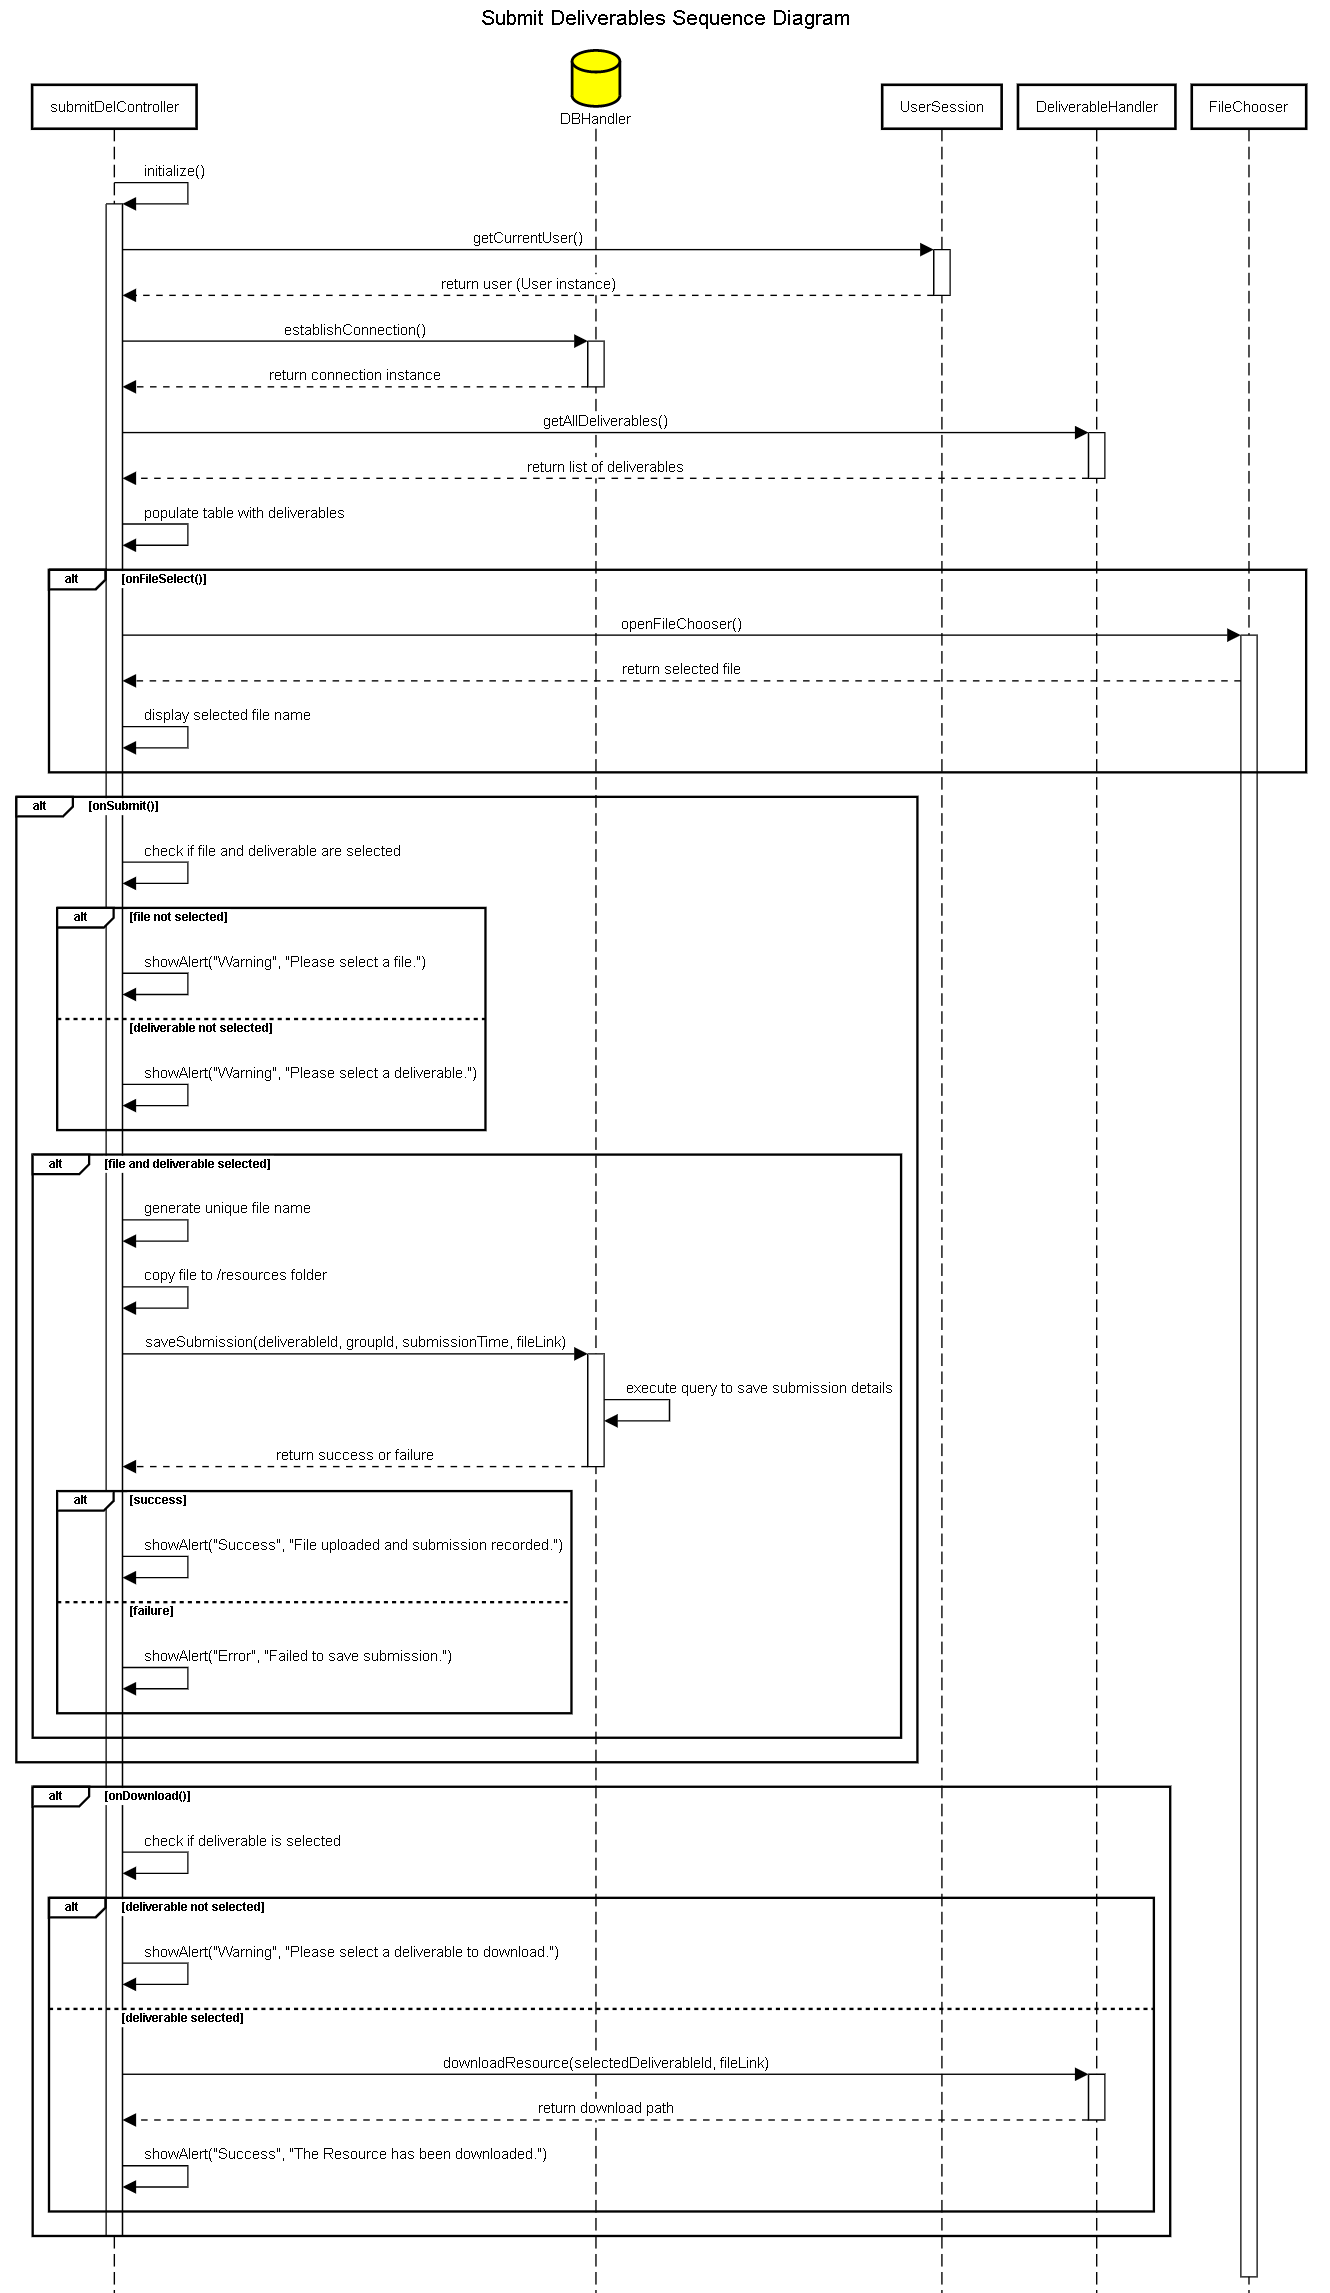 Submit Deliverables Sequence Diagram
submitDelController
DBHandler
UserSession
DeliverableHandler
FileChooser
initialize()
getCurrentUser()
return user (User instance)
establishConnection()
return connection instance
getAllDeliverables()
return list of deliverables
populate table with deliverables
alt [onFileSelect()]
openFileChooser()
return selected file
display selected file name
alt [onSubmit()]
check if file and deliverable are selected
alt [file not selected]
showAlert("Warning", "Please select a file.")
[deliverable not selected]
showAlert("Warning", "Please select a deliverable.")
alt [file and deliverable selected]
generate unique file name
copy file to /resources folder
saveSubmission(deliverableId, groupId, submissionTime, fileLink)
execute query to save submission details
return success or failure
alt [success]
showAlert("Success", "File uploaded and submission recorded.")
[failure]
showAlert("Error", "Failed to save submission.")
alt [onDownload()]
check if deliverable is selected
alt [deliverable not selected]
showAlert("Warning", "Please select a deliverable to download.")
[deliverable selected]
downloadResource(selectedDeliverableId, fileLink)
return download path
showAlert("Success", "The Resource has been downloaded.")